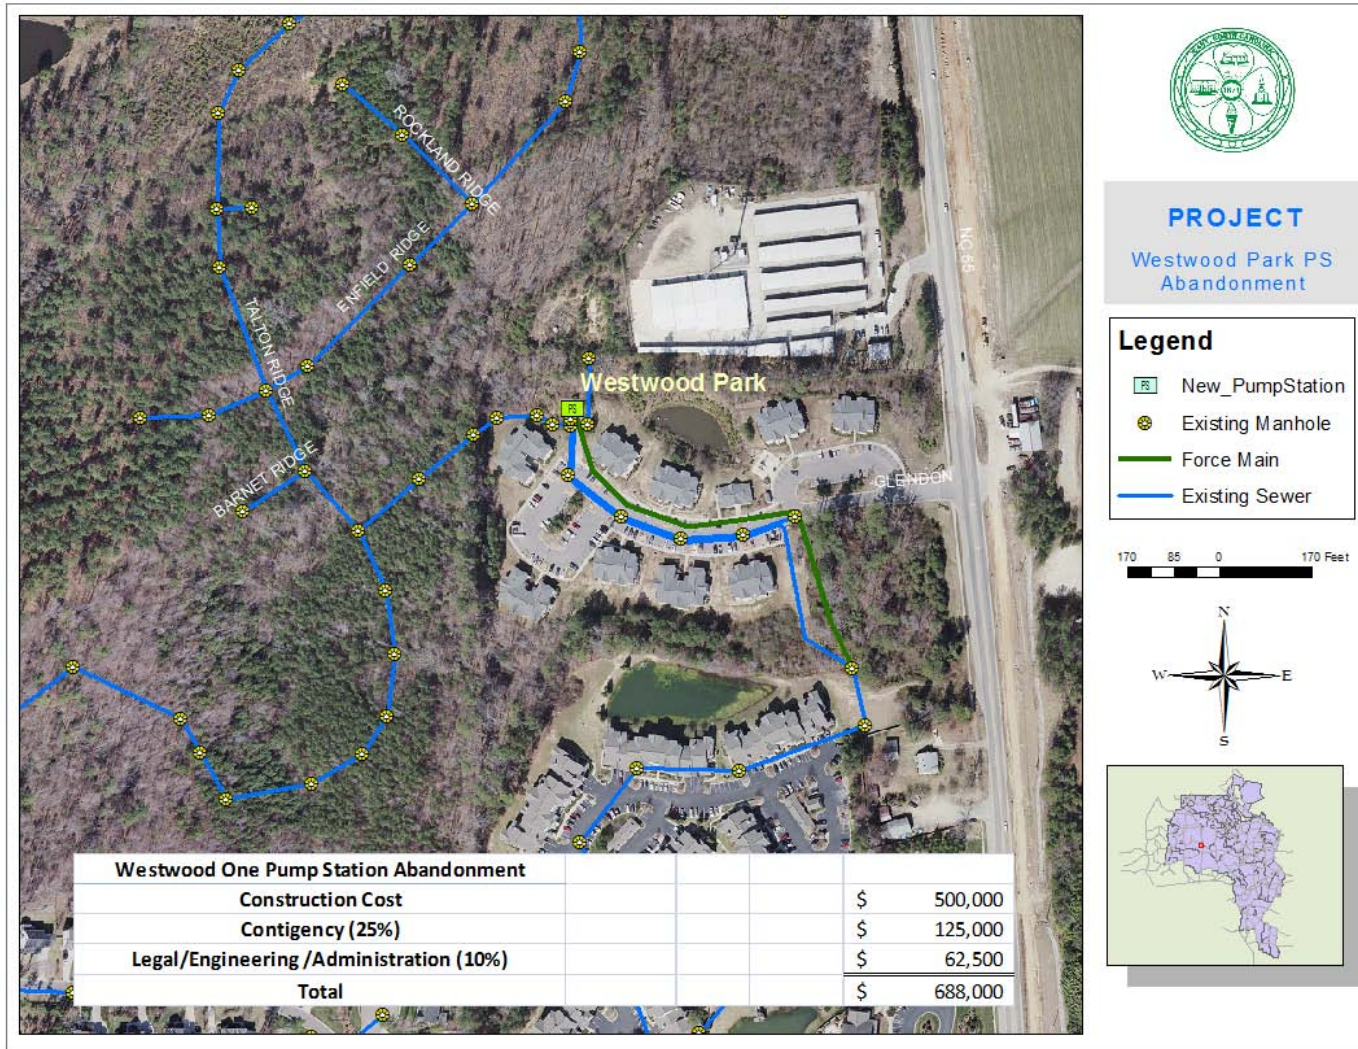 ROCKLAND RIDGE
ENFIELD RIDGE
TALTON RIDGE
BARNET RIDGE
NC 55
Westwood Park
PS
GLENDON
Westwood One Pump Station Abandonment
Construction Cost $ 500,000
Contigency (25%) $ 125,000
Legal/Engineering /Administration (10%) $ 62,500
Total $ 688,000
1871
PROJECT
Westwood Park PS
Abandonment
Legend
PS New_PumpStation
Existing Manhole
Force Main
Existing Sewer
170 85 0 170 Feet
N
W E
S